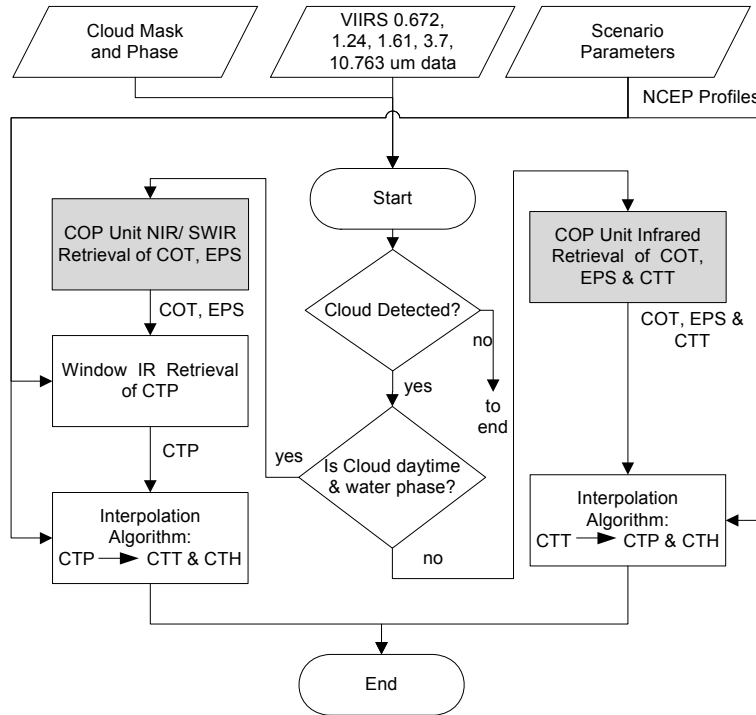 Cloud Mask
and Phase
VIIRS 0.672,
1.24, 1.61, 3.7,
10.763 um data
Scenario
Parameters
NCEP Profiles
Start
COP Unit NIR/ SWIR
Retrieval of COT, EPS
COP Unit Infrared
Retrieval of COT,
EPS & CTT
Cloud Detected?
COT, EPS
COT, EPS &
CTT
no
Window IR Retrieval
of CTP
yes
to
end
CTP
yes
Is Cloud daytime
& water phase?
Interpolation
Algorithm:
CTP CTT & CTH
Interpolation
Algorithm:
CTT CTP & CTH
no
End